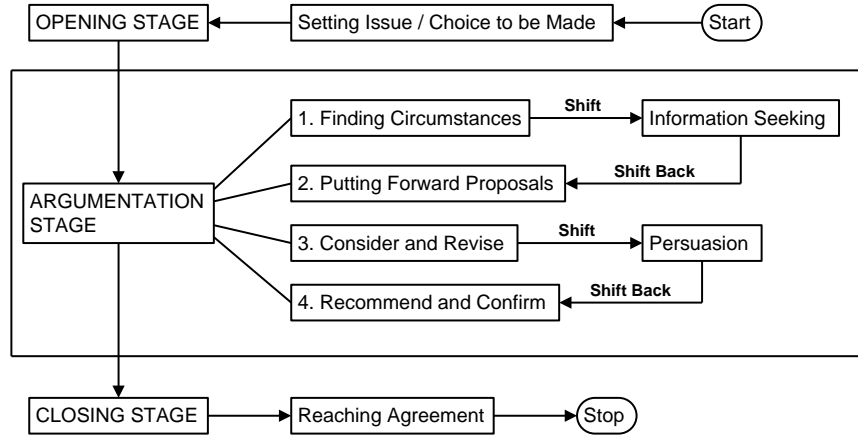 OPENING STAGE
Setting Issue / Choice to be Made
Start
1. Finding Circumstances
Shift
Information Seeking
Shift Back
2. Putting Forward Proposals
ARGUMENTATION
STAGE
3. Consider and Revise
Shift
Persuasion
Shift Back
4. Recommend and Confirm
CLOSING STAGE
Reaching Agreement
Stop